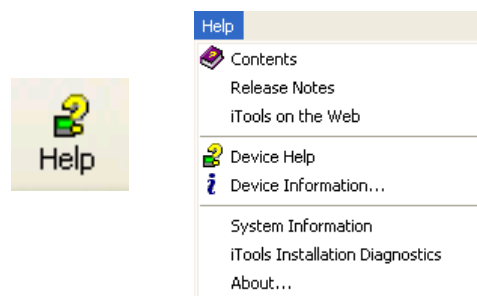 Help
Help
Contents
Release Notes
iTools on the Web
Device Help
Device Information...
System Information
iTools Installation Diagnostics
About...